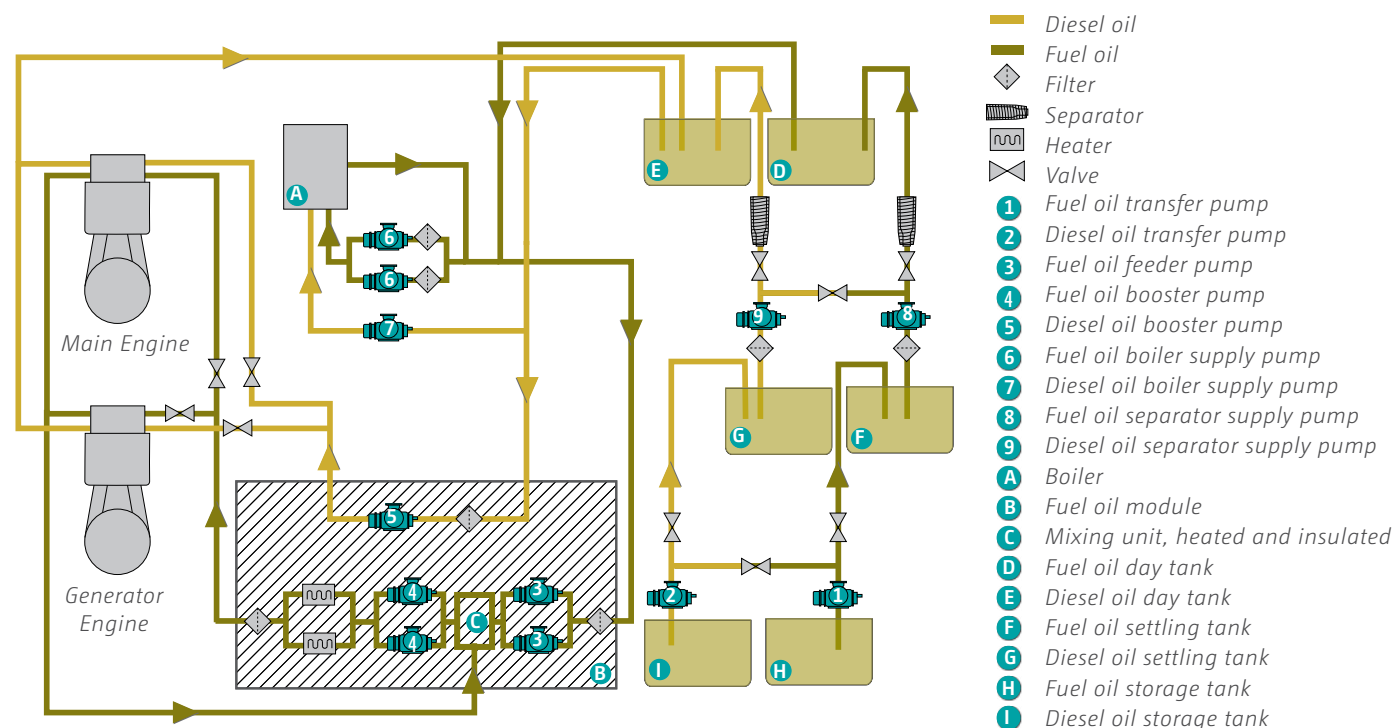 E
D
A
6
6
7
9
8
Main Engine
G
F
5
Generator
Engine
4
3
4
C
3
B
2
1
I
H
Diesel oil
Fuel oil
Filter
Separator
Heater
Valve
1 Fuel oil transfer pump
2 Diesel oil transfer pump
3 Fuel oil feeder pump
4 Fuel oil booster pump
5 Diesel oil booster pump
6 Fuel oil boiler supply pump
7 Diesel oil boiler supply pump
8 Fuel oil separator supply pump
9 Diesel oil separator supply pump
A Boiler
B Fuel oil module
C Mixing unit, heated and insulated
D Fuel oil day tank
E Diesel oil day tank
F Fuel oil settling tank
G Diesel oil settling tank
H Fuel oil storage tank
I Diesel oil storage tank